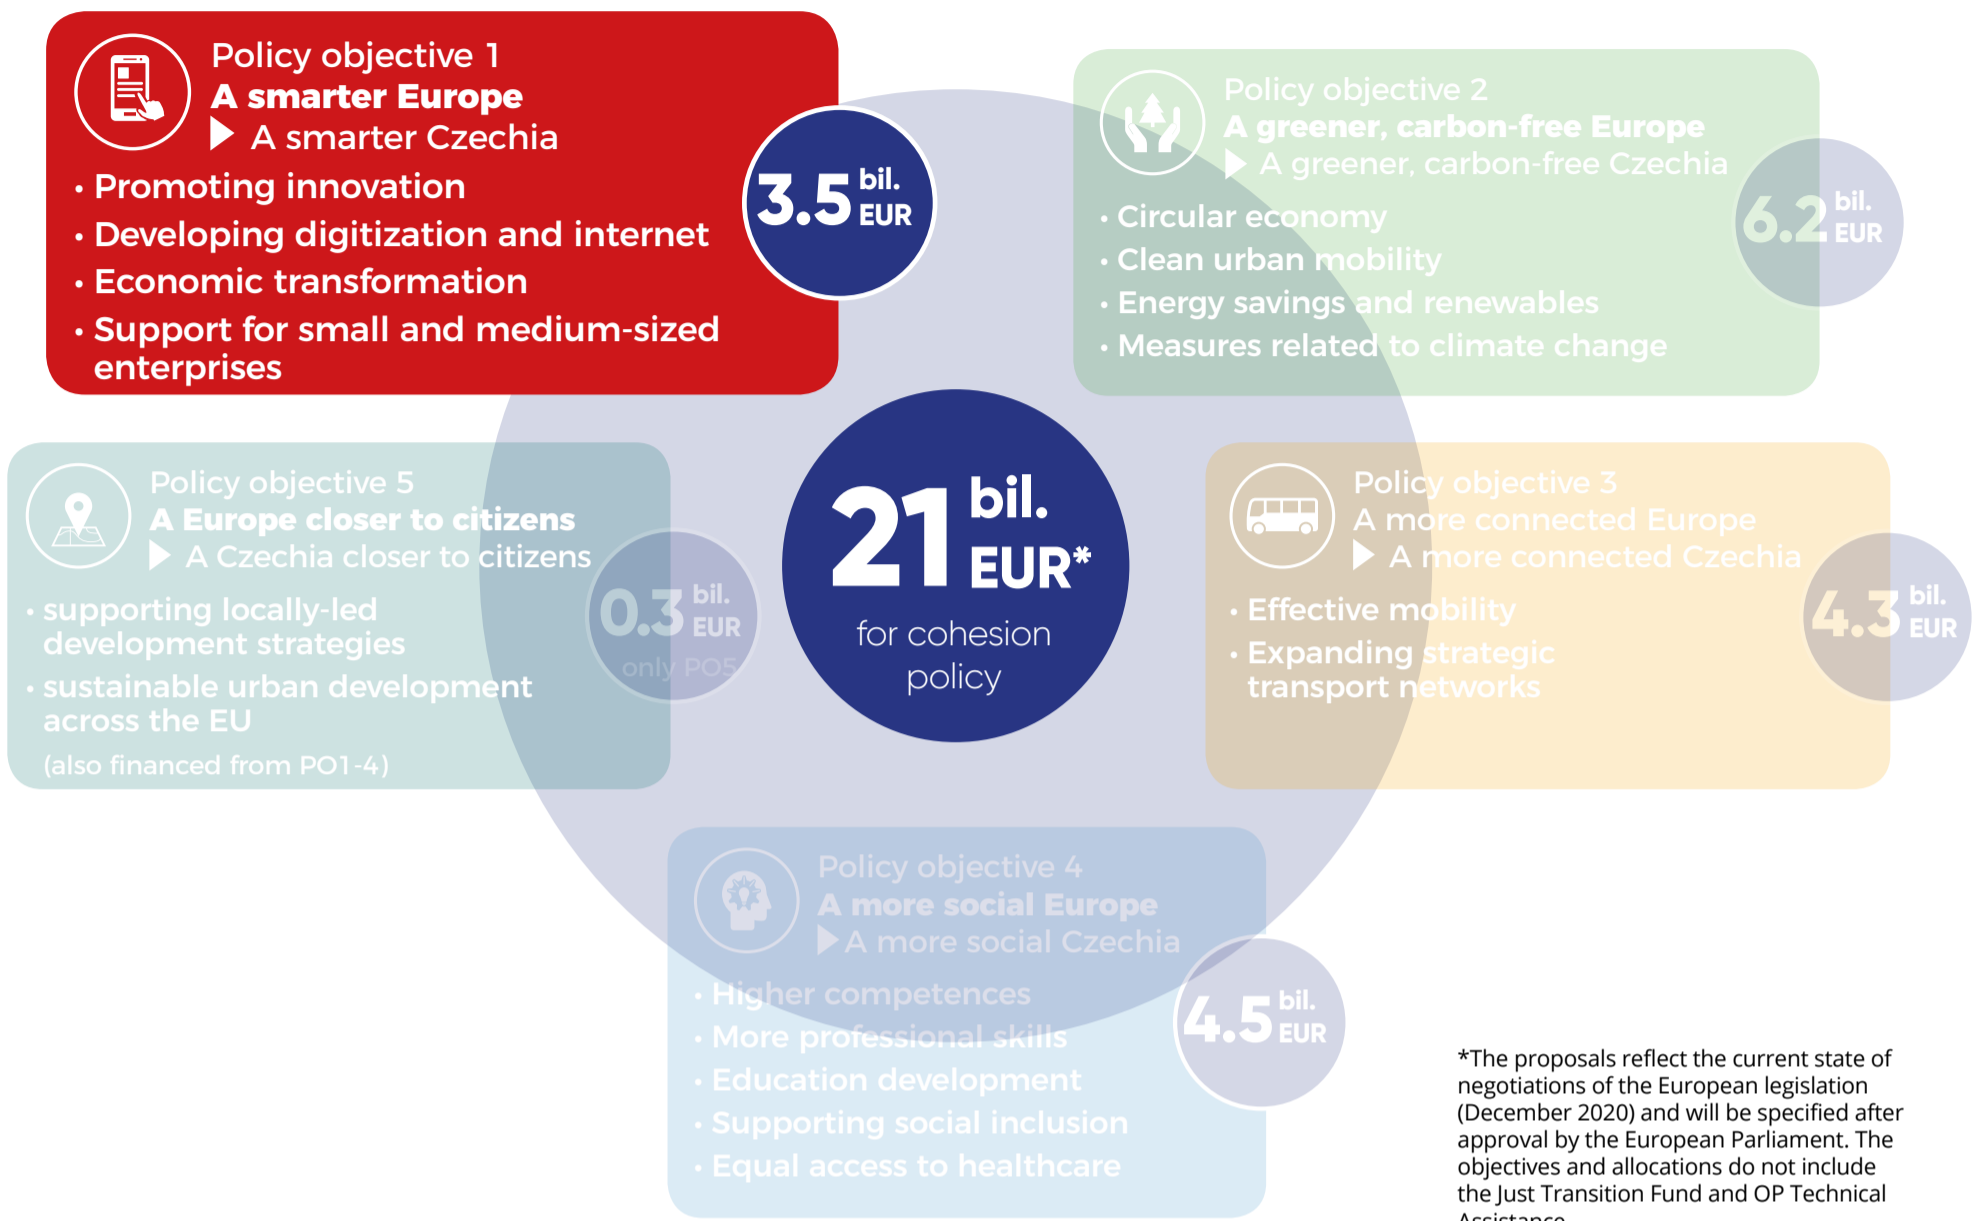 Policy objective 1
A smarter Europe
A smarter Czechia
• Promoting innovation
• Developing digitization and internet
• Economic transformation
• Support for small and medium-sized
enterprises
3.5 bil.
EUR
Policy objective 2
A greener, carbon-free Europe
A greener, carbon-free Czechia
• Circular economy
• Clean urban mobility
• Energy savings and renewables
• Measures related to climate change
6.2 bil.
EUR
Policy objective 5
A Europe closer to citizens
A Czechia closer to citizens
• supporting locally-led
development strategies
• sustainable urban development
across the EU
(also financed from PO1-4)
0.3 bil.
EUR
only PO5
21 bil.
EUR*
for cohesion
policy
Policy objective 3
A more connected Europe
A more connected Czechia
• Effective mobility
• Expanding strategic
transport networks
4.3 bil.
EUR
Policy objective 4
A more social Europe
A more social Czechia
• Higher competences
• More professional skills
• Education development
• Supporting social inclusion
• Equal access to healthcare
4.5 bil.
EUR
*The proposals reflect the current state of
negotiations of the European legislation
(December 2020) and will be specified after
approval by the European Parliament. The
objectives and allocations do not include
the Just Transition Fund and OP Technical
Assistance